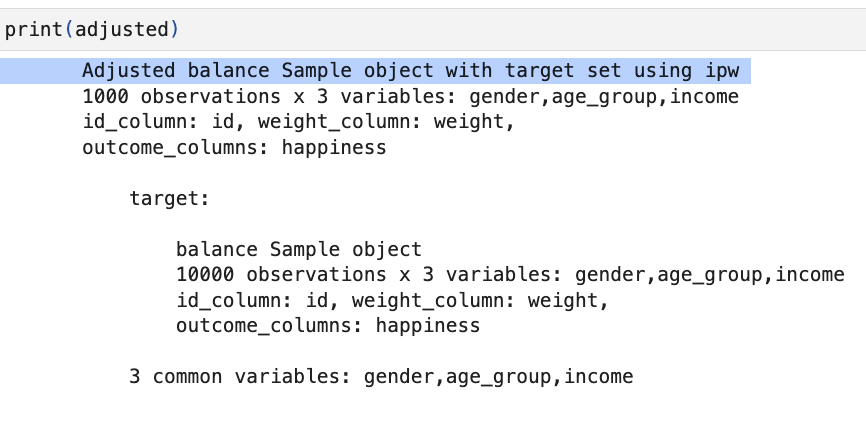 print(adjusted)
Adjusted balance Sample object with target set using ipw
1000 observations x 3 variables: gender,age_group,income
id_column: id, weight_column: weight,
outcome_columns: happiness
target:
balance Sample object
10000 observations x 3 variables: gender,age_group,income
id_column: id, weight_column: weight,
outcome_columns: happiness
3 common variables: gender,age_group,income